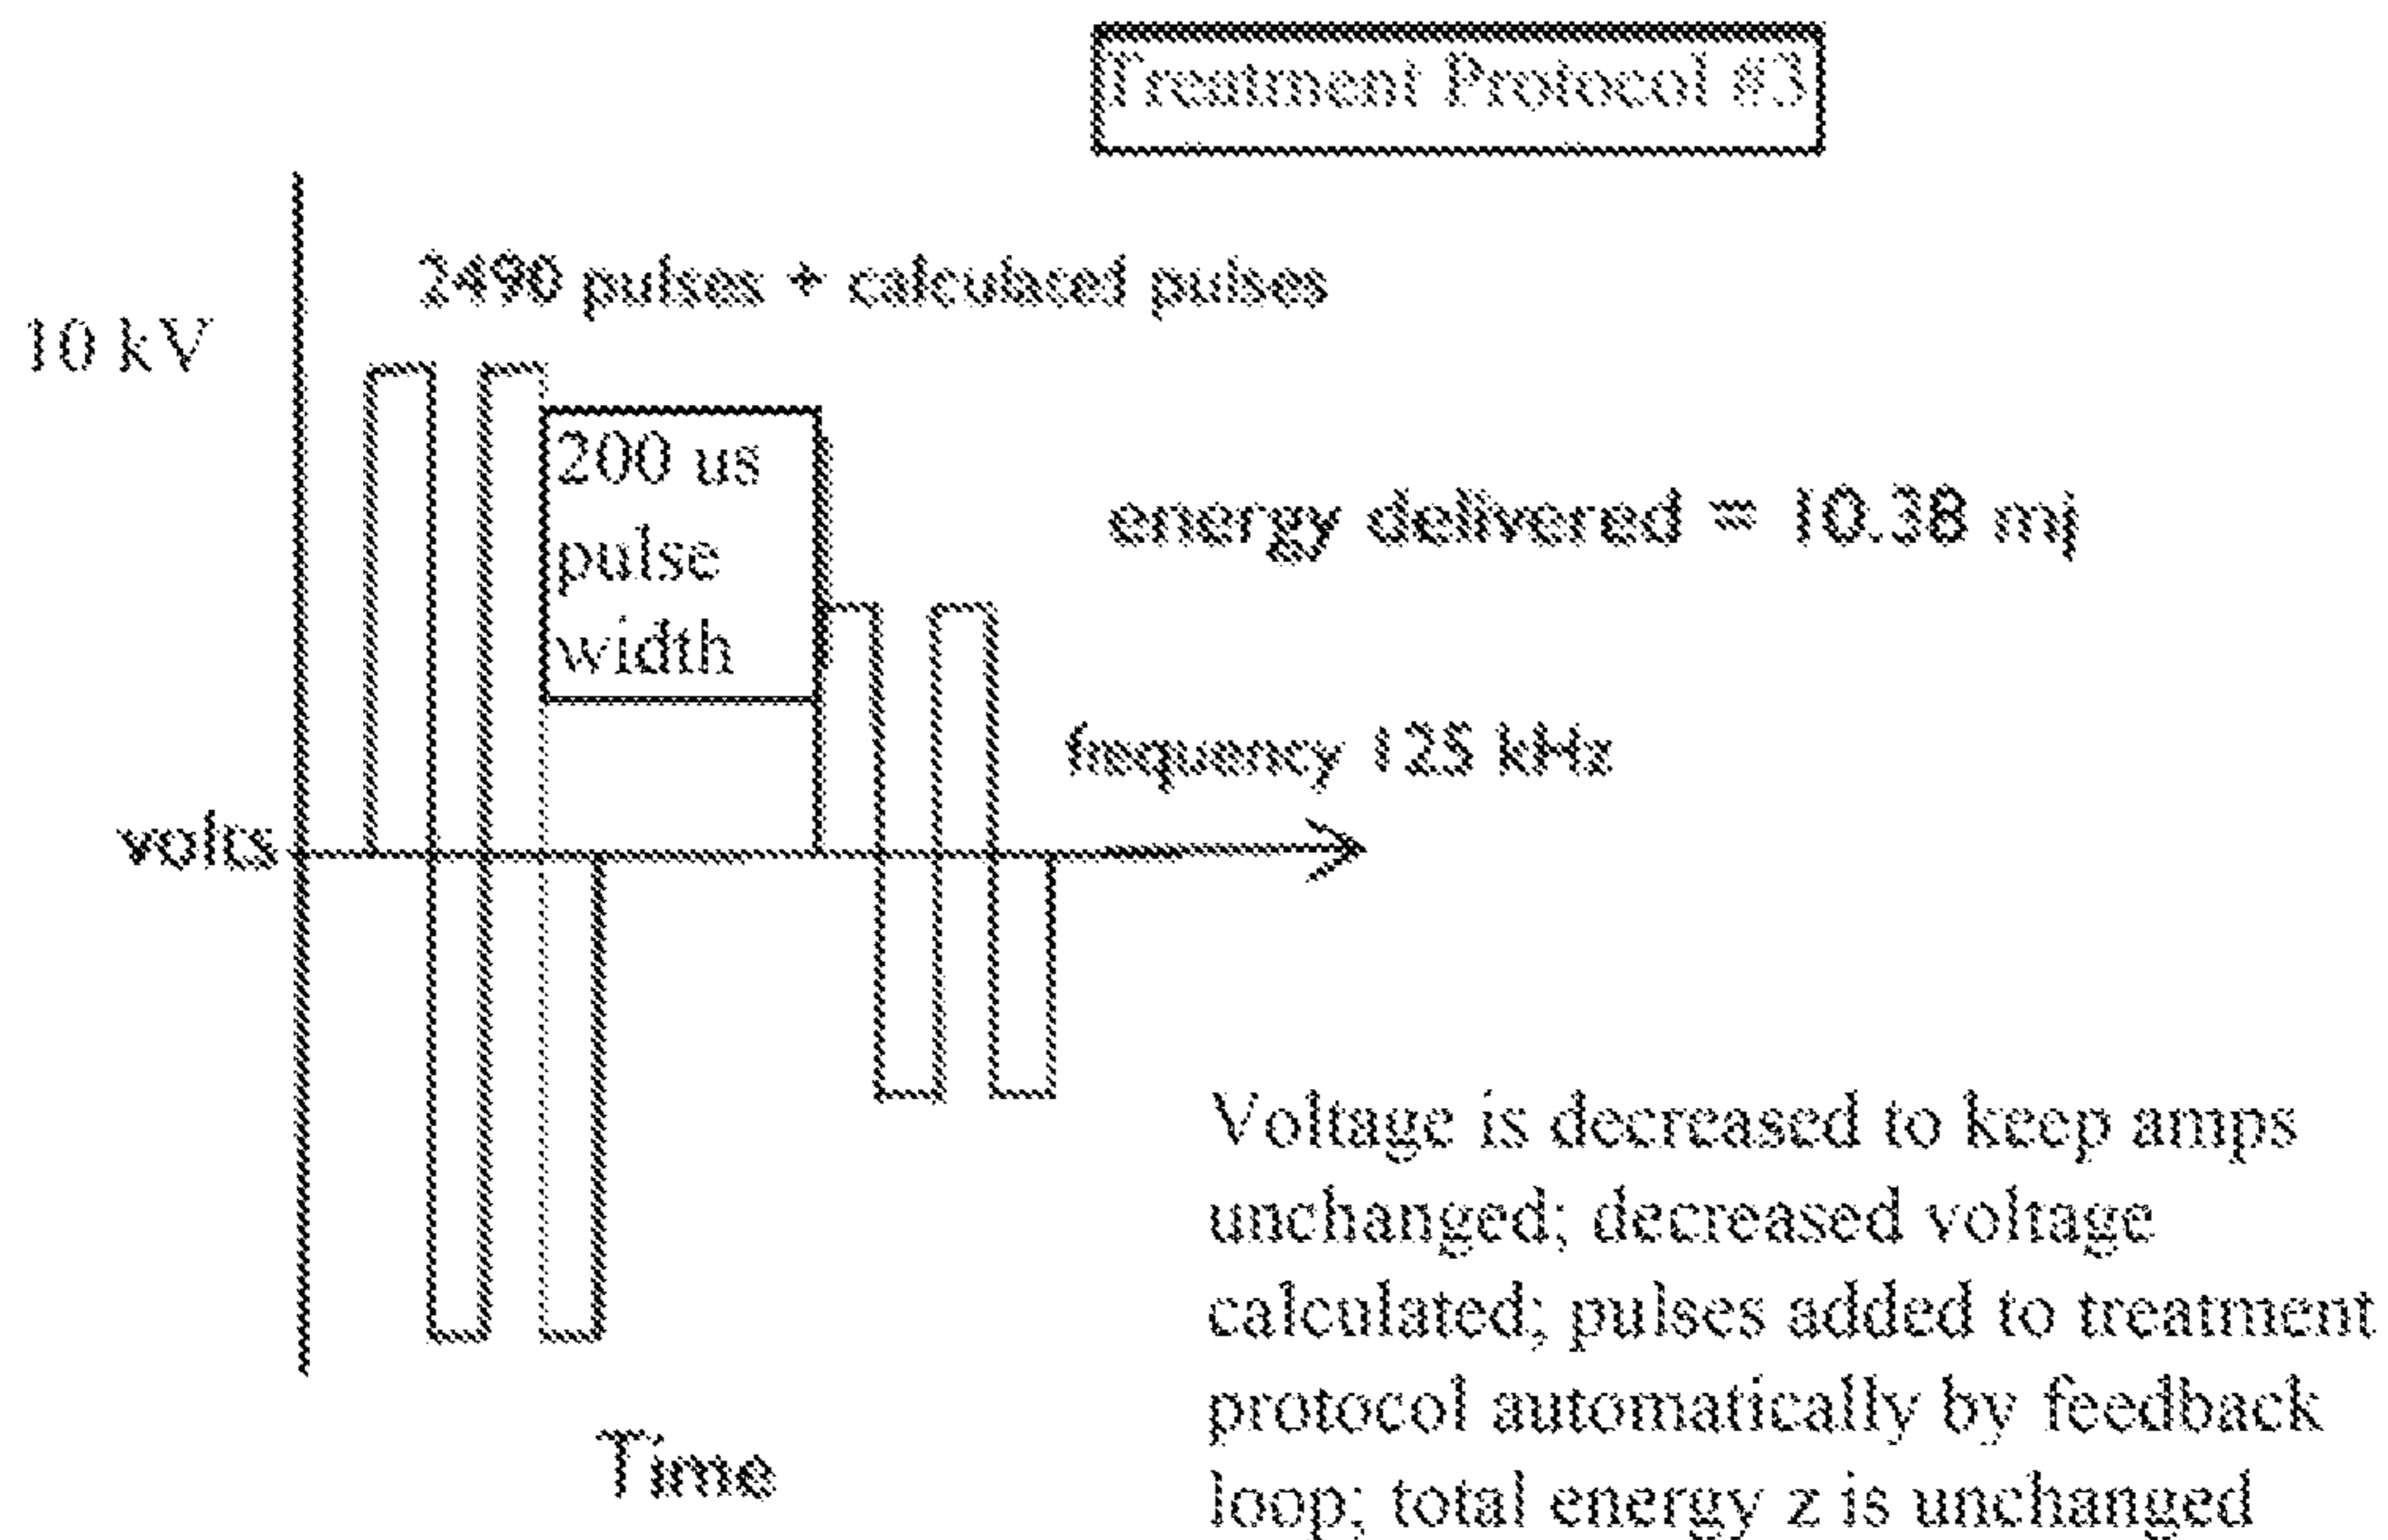 Treatment Protocol #3
2490 pulses + calculated pulses
10 kV
200 us
pulse
width
energy delivered = 10.38 mj
frequency 125 kHz
volts
Voltage is decreased to keep amps
unchanged; decreased voltage
calculated; pulses added to treatment
protocol automatically by feedback
loop; total energy z is unchanged
Time